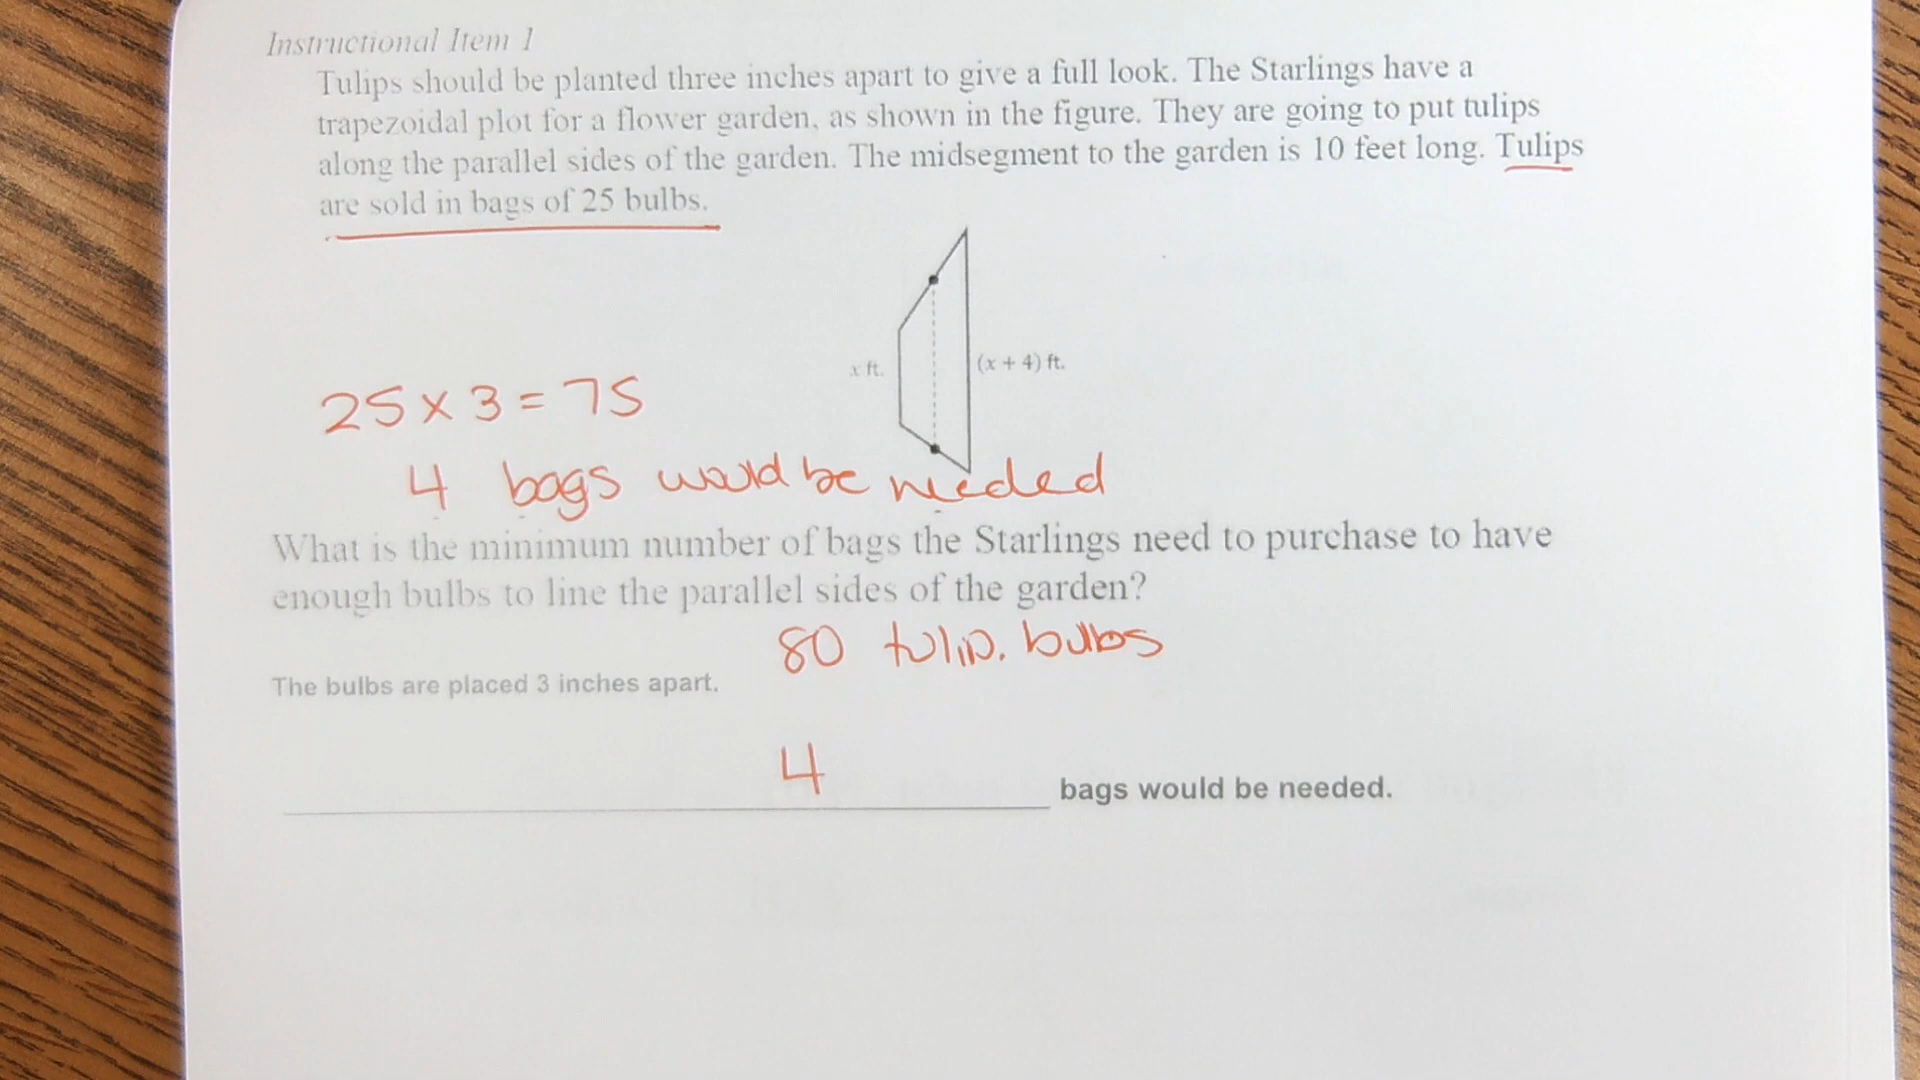 Instructional Item 1
Tulips should be planted three inches apart to give a full look. The Starlings have a
trapezoidal plot for a flower garden, as shown in the figure. They are going to put tulips
along the parallel sides of the garden. The midsegment to the garden is 10 feet long. Tulips
are sold in bags of 25 bulbs.
x ft.
(x + 4) ft.
25 x 3 = 75
4 bags would be needed
What is the minimum number of bags the Starlings need to purchase to have
enough bulbs to line the parallel sides of the garden?
80 tulip. bulbs
The bulbs are placed 3 inches apart.
4
bags would be needed.